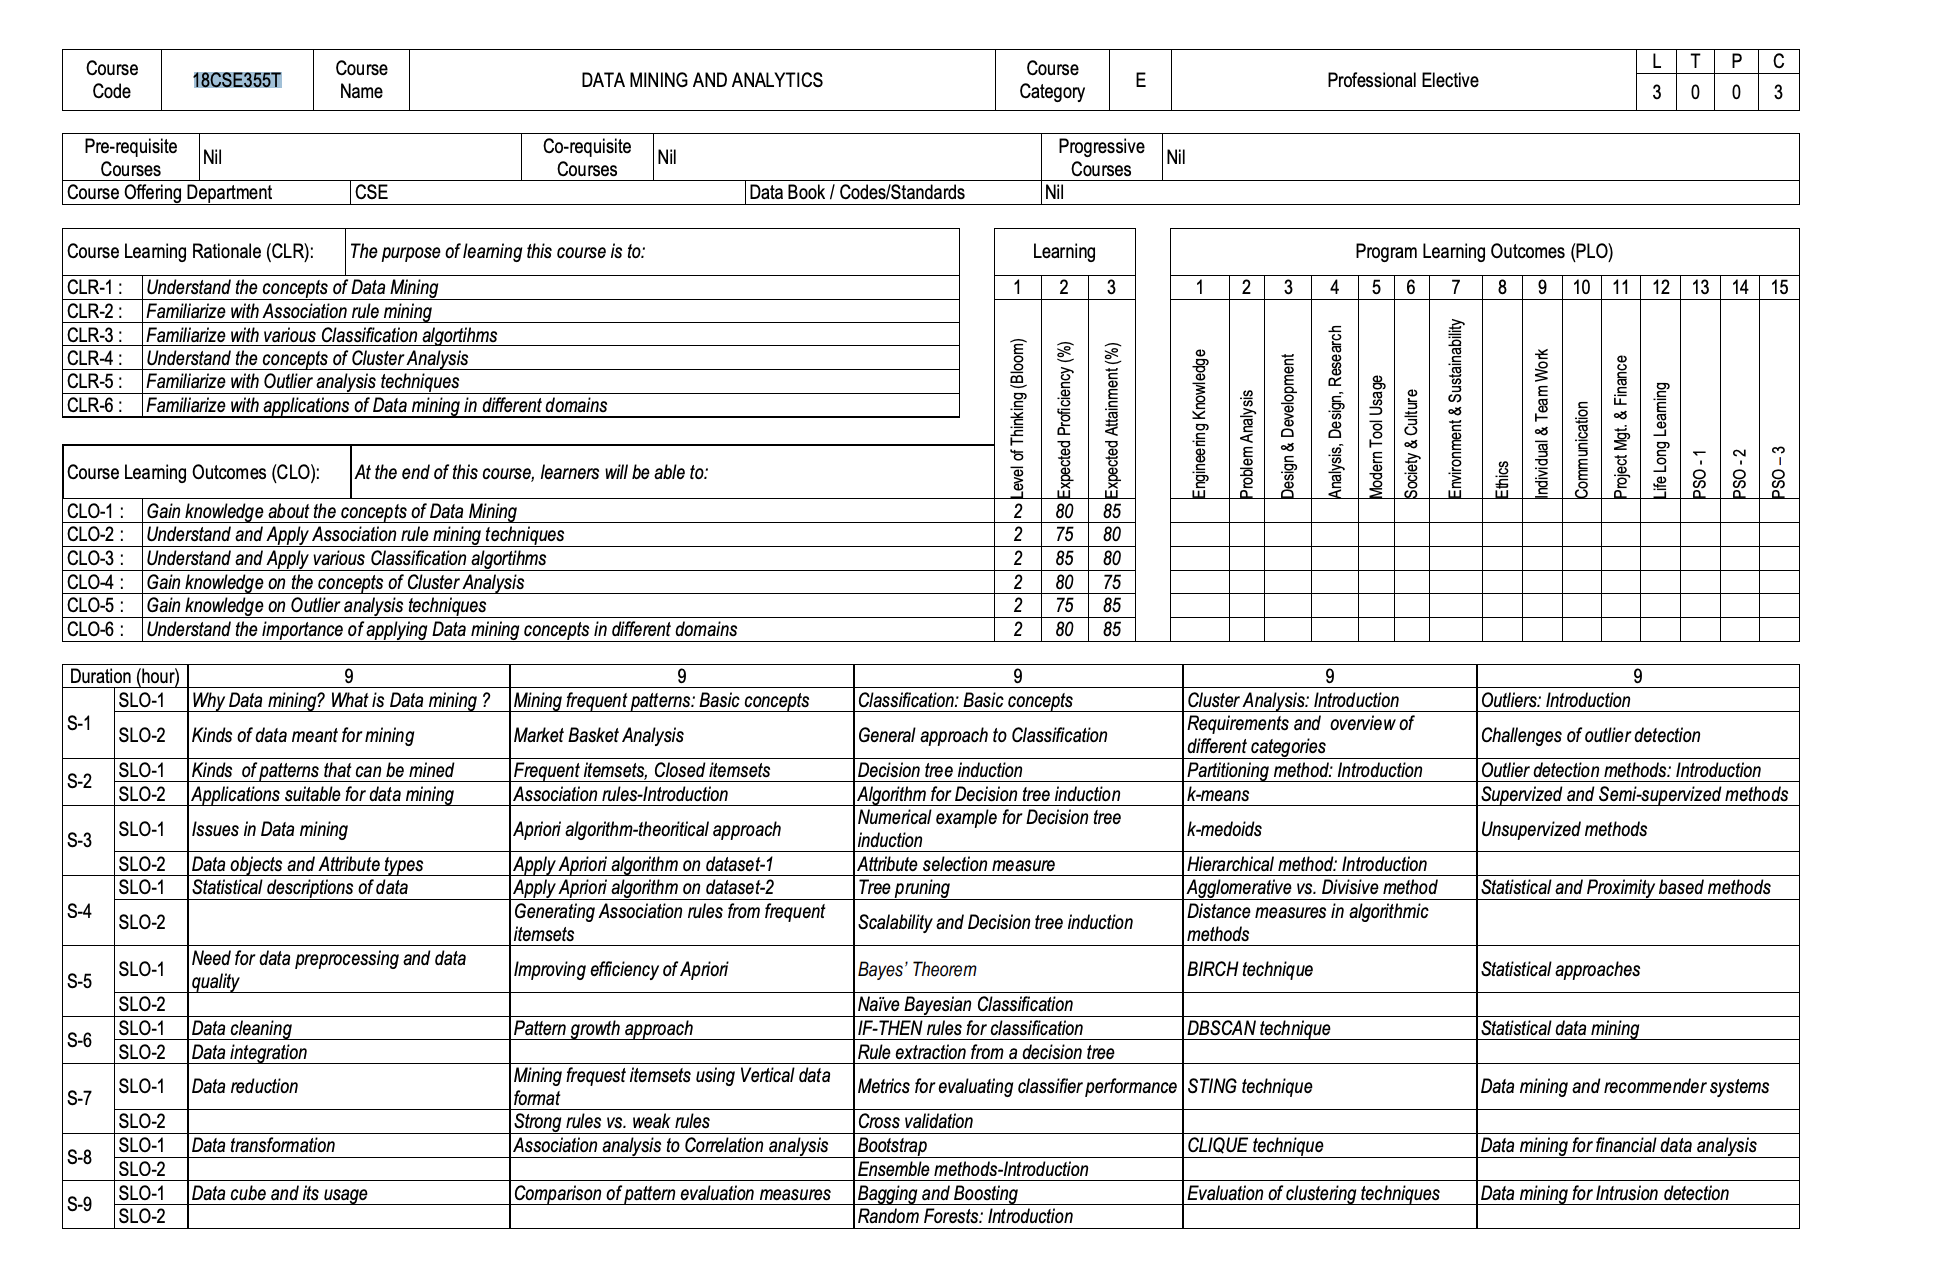 Course Code 18CSE355T Course Name DATA MINING AND ANALYTICS Course Category E Professional Elective L T P C
3 0 0 3
Pre-requisite Courses Nil Co-requisite Courses Nil Progressive Courses Nil
Course Offering Department CSE Data Book / Codes/Standards Nil
Course Learning Rationale (CLR): The purpose of learning this course is to: Learning Program Learning Outcomes (PLO)
CLR-1 : Understand the concepts of Data Mining 1 2 3 1 2 3 4 5 6 7 8 9 10 11 12 13 14 15
CLR-2 : Familiarize with Association rule mining
CLR-3 : Familiarize with various Classification algortihms
CLR-4 : Understand the concepts of Cluster Analysis
CLR-5 : Familiarize with Outlier analysis techniques
CLR-6 : Familiarize with applications of Data mining in different domains
Level of Thinking (Bloom)
Expected Proficiency (%)
Expected Attainment (%)
Engineering Knowledge
Problem Analysis
Design & Development
Analysis, Design, Research
Modern Tool Usage
Society & Culture
Environment & Sustainability
Ethics
Individual & Team Work
Communication
Project Mgt. & Finance
Life Long Learning
PSO - 1
PSO - 2
PSO – 3
Course Learning Outcomes (CLO): At the end of this course, learners will be able to:
CLO-1 : Gain knowledge about the concepts of Data Mining 2 80 85
CLO-2 : Understand and Apply Association rule mining techniques 2 75 80
CLO-3 : Understand and Apply various Classification algortihms 2 85 80
CLO-4 : Gain knowledge on the concepts of Cluster Analysis 2 80 75
CLO-5 : Gain knowledge on Outlier analysis techniques 2 75 85
CLO-6 : Understand the importance of applying Data mining concepts in different domains 2 80 85
Duration (hour) 9 9 9 9 9
S-1 SLO-1 Why Data mining? What is Data mining ? Mining frequent patterns: Basic concepts Classification: Basic concepts Cluster Analysis: Introduction Outliers: Introduction
SLO-2 Kinds of data meant for mining Market Basket Analysis General approach to Classification Requirements and overview of different categories Challenges of outlier detection
S-2 SLO-1 Kinds of patterns that can be mined Frequent itemsets, Closed itemsets Decision tree induction Partitioning method: Introduction Outlier detection methods: Introduction
SLO-2 Applications suitable for data mining Association rules-Introduction Algorithm for Decision tree induction k-means Supervized and Semi-supervized methods
S-3 SLO-1 Issues in Data mining Apriori algorithm-theoritical approach Numerical example for Decision tree induction k-medoids Unsupervized methods
SLO-2 Data objects and Attribute types Apply Apriori algorithm on dataset-1 Attribute selection measure Hierarchical method: Introduction
S-4 SLO-1 Statistical descriptions of data Apply Apriori algorithm on dataset-2 Tree pruning Agglomerative vs. Divisive method Statistical and Proximity based methods
SLO-2 Generating Association rules from frequent itemsets Scalability and Decision tree induction Distance measures in algorithmic methods
S-5 SLO-1 Need for data preprocessing and data quality Improving efficiency of Apriori Bayes’ Theorem BIRCH technique Statistical approaches
SLO-2 Naïve Bayesian Classification
S-6 SLO-1 Data cleaning Pattern growth approach IF-THEN rules for classification DBSCAN technique Statistical data mining
SLO-2 Data integration Rule extraction from a decision tree
S-7 SLO-1 Data reduction Mining frequest itemsets using Vertical data format Metrics for evaluating classifier performance STING technique Data mining and recommender systems
SLO-2 Strong rules vs. weak rules Cross validation
S-8 SLO-1 Data transformation Association analysis to Correlation analysis Bootstrap CLIQUE technique Data mining for financial data analysis
SLO-2 Ensemble methods-Introduction
S-9 SLO-1 Data cube and its usage Comparison of pattern evaluation measures Bagging and Boosting Evaluation of clustering techniques Data mining for Intrusion detection
SLO-2 Random Forests: Introduction